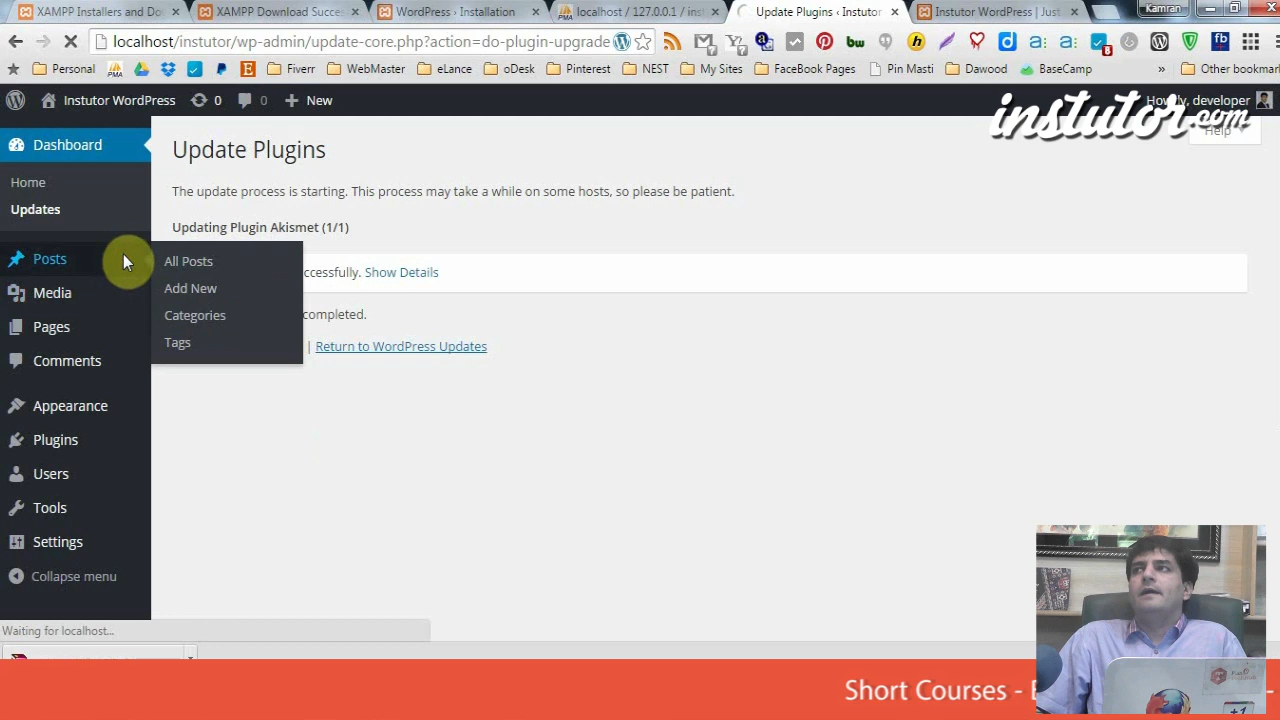 XAMPP Installers and Do
XAMPP Download Succe
WordPress › Installation
localhost / 127.0.0.1 / ins
Update Plugins ‹ Instutor
Instutor WordPress | Just
Kamran
localhost/instutor/wp-admin/update-core.php?action=do-plugin-upgrade
Personal
Fiverr
WebMaster
eLance
oDesk
Pinterest
NEST
My Sites
FaceBook Pages
Pin Masti
Dawood
BaseCamp
»
Other bookmar
Instutor WordPress
0
0
New
Howdy, developer
instutor.com
Help
Dashboard
Home
Updates
Posts
Media
Pages
Comments
Appearance
Plugins
Users
Tools
Settings
Collapse menu
All Posts
Add New
Categories
Tags
Update Plugins
The update process is starting. This process may take a while on some hosts, so please be patient.
Updating Plugin Akismet (1/1)
ccessfully. Show Details
completed.
| Return to WordPress Updates
Waiting for localhost...
Short Courses -